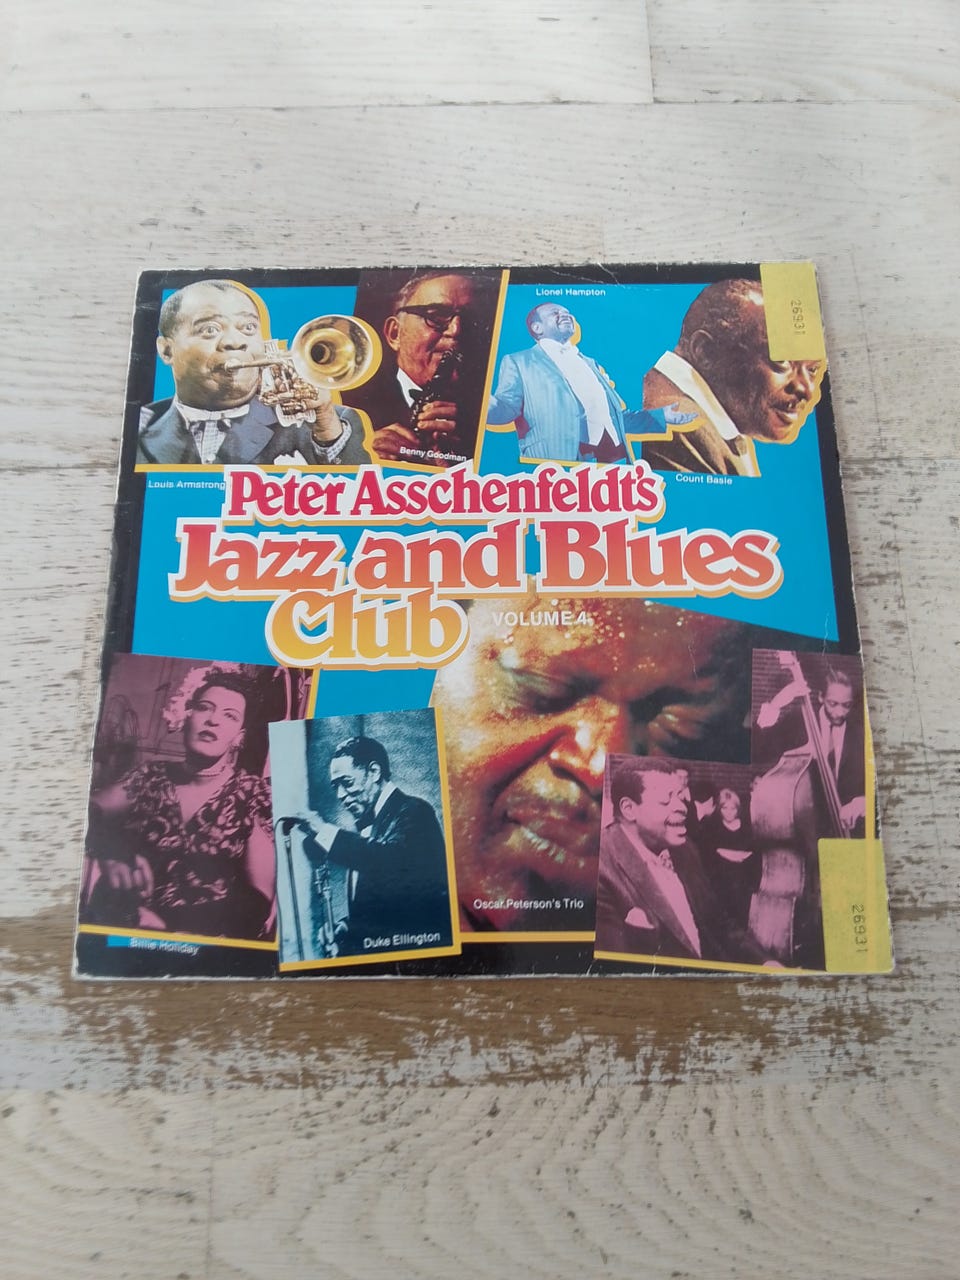 Lionel Hampton
26931
Benny Goodman
Louis Armstrong
Count Basie
Peter Asschenfeldt's
Jazz and Blues
Club
VOLUME 4
Oscar Peterson's Trio
Duke Ellington
Billie Holiday
26931